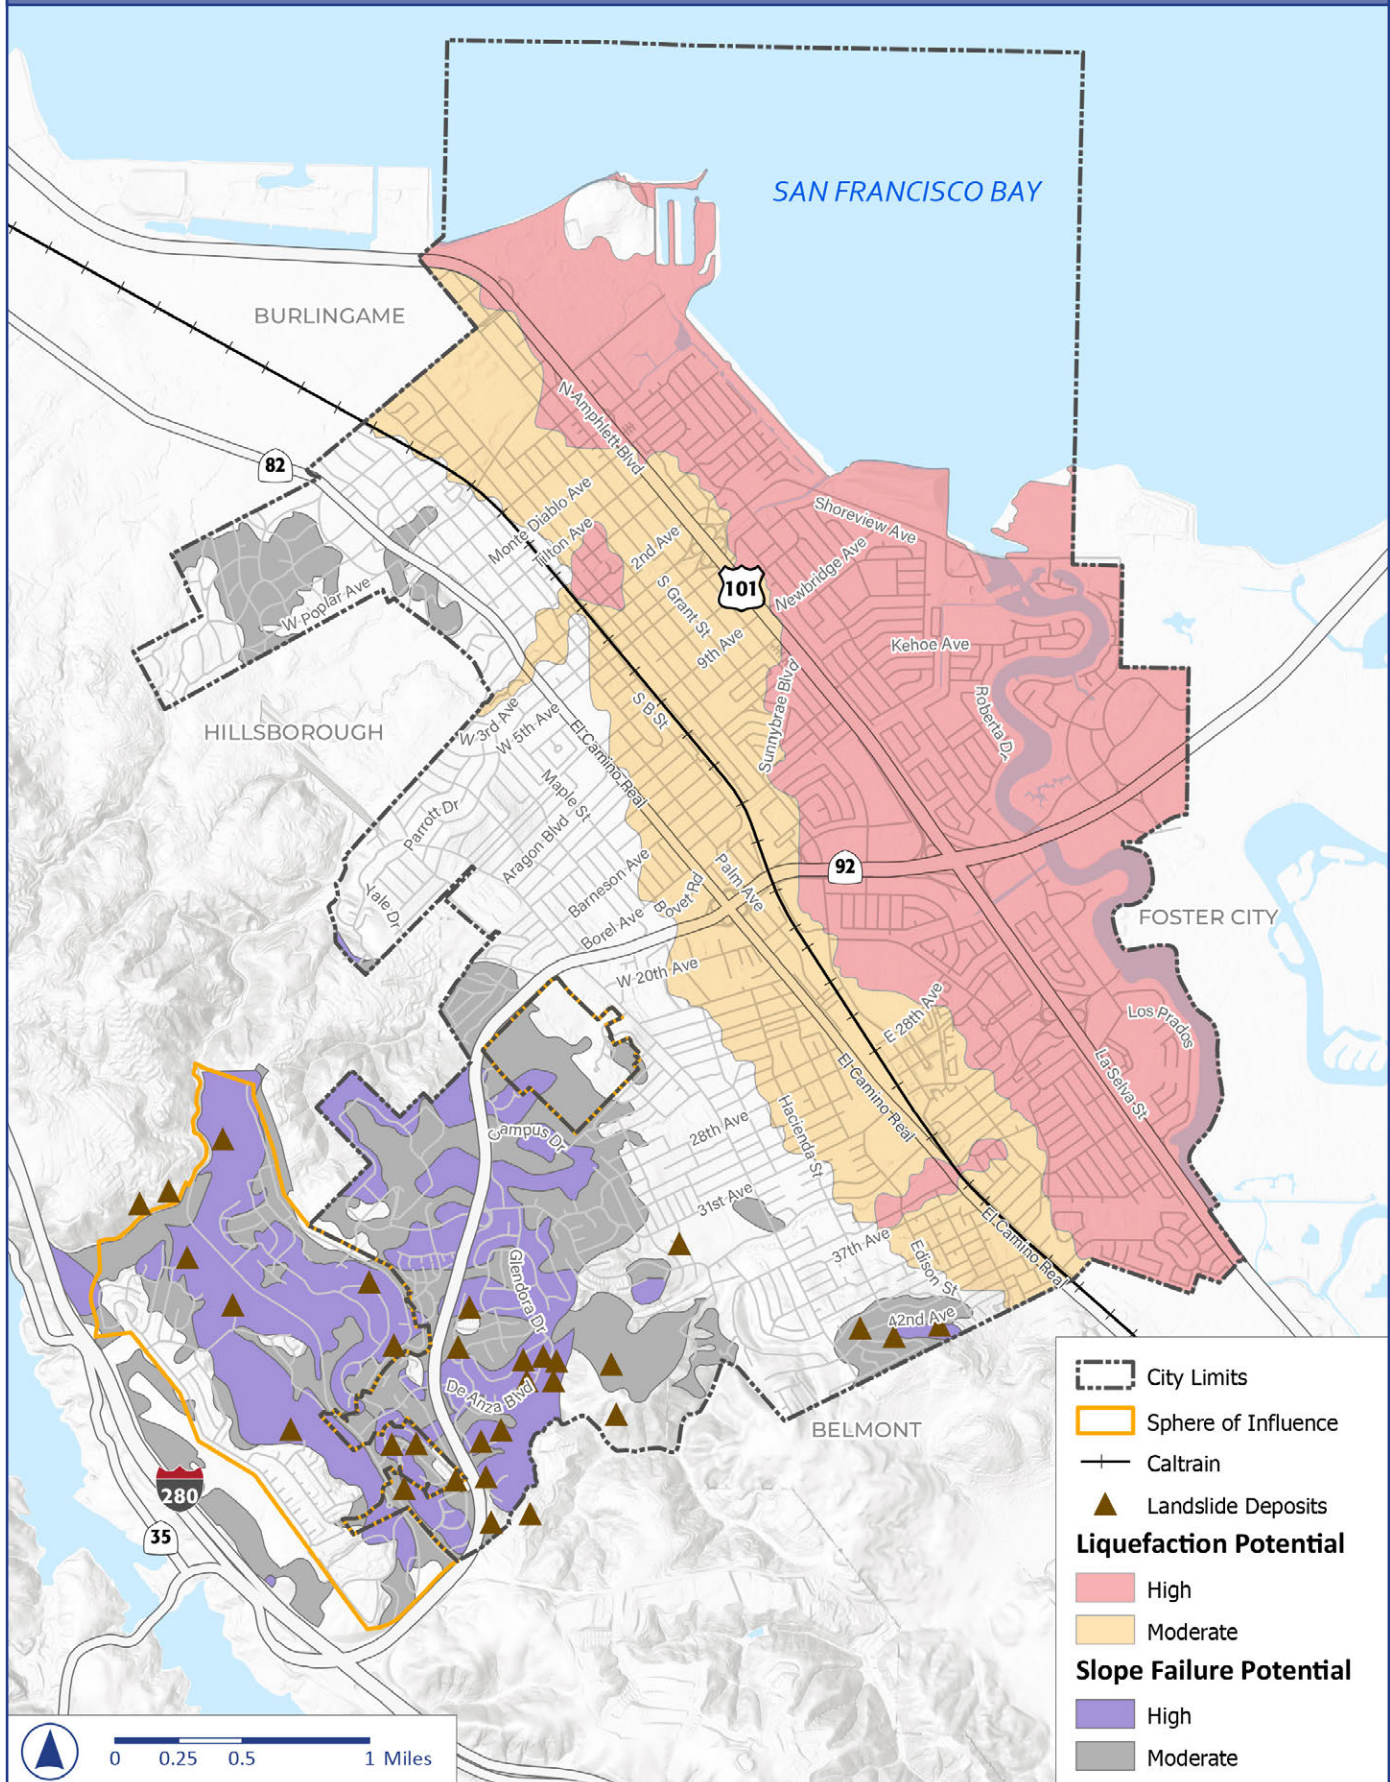 SAN FRANCISCO BAY
BURLINGAME
N Amphlett Blvd
82
Monte Diablo Ave
Tilton Ave
2nd Ave
Shoreview Ave
101
Newbridge Ave
W Poplar Ave
S Grant St
9th Ave
Kehoe Ave
Sunnybrae Blvd
Roberta Dr
HILLSBOROUGH
W 3rd Ave
W 5th Ave
S B St
El Camino Real
Maple St
Parrott Dr
Aragon Blvd
Barneson Ave
Palm Ave
92
Bovet Rd
Yale Dr
Borel Ave
FOSTER CITY
W 20th Ave
E 28th Ave
Los Prados
El Camino Real
La Selva St
Campus Dr
28th Ave
Hacienda St
31st Ave
37th Ave
El Camino Real
Edison St
Glendora Dr
42nd Ave
De Anza Blvd
BELMONT
280
35
City Limits
Sphere of Influence
Caltrain
Landslide Deposits
Liquefaction Potential
High
Moderate
Slope Failure Potential
High
Moderate
0 0.25 0.5 1 Miles